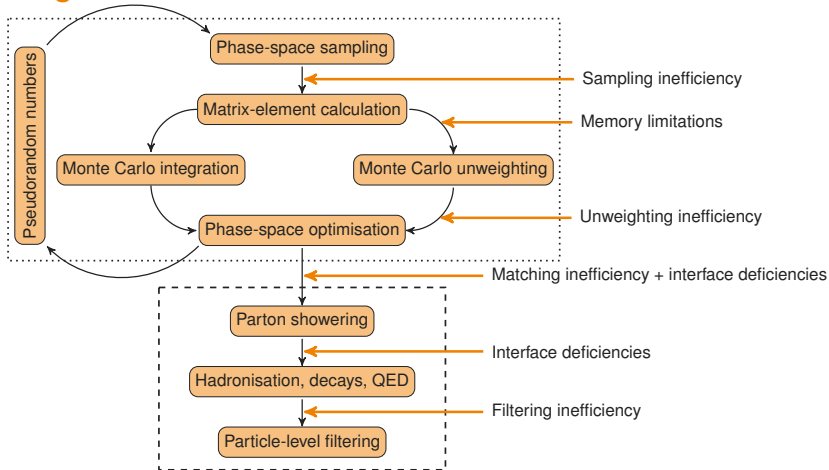 Phase-space sampling
Pseudorandom numbers
Sampling inefficiency
Matrix-element calculation
Memory limitations
Monte Carlo integration
Monte Carlo unweighting
Unweighting inefficiency
Phase-space optimisation
Matching inefficiency + interface deficiencies
Parton showering
Interface deficiencies
Hadronisation, decays, QED
Filtering inefficiency
Particle-level filtering